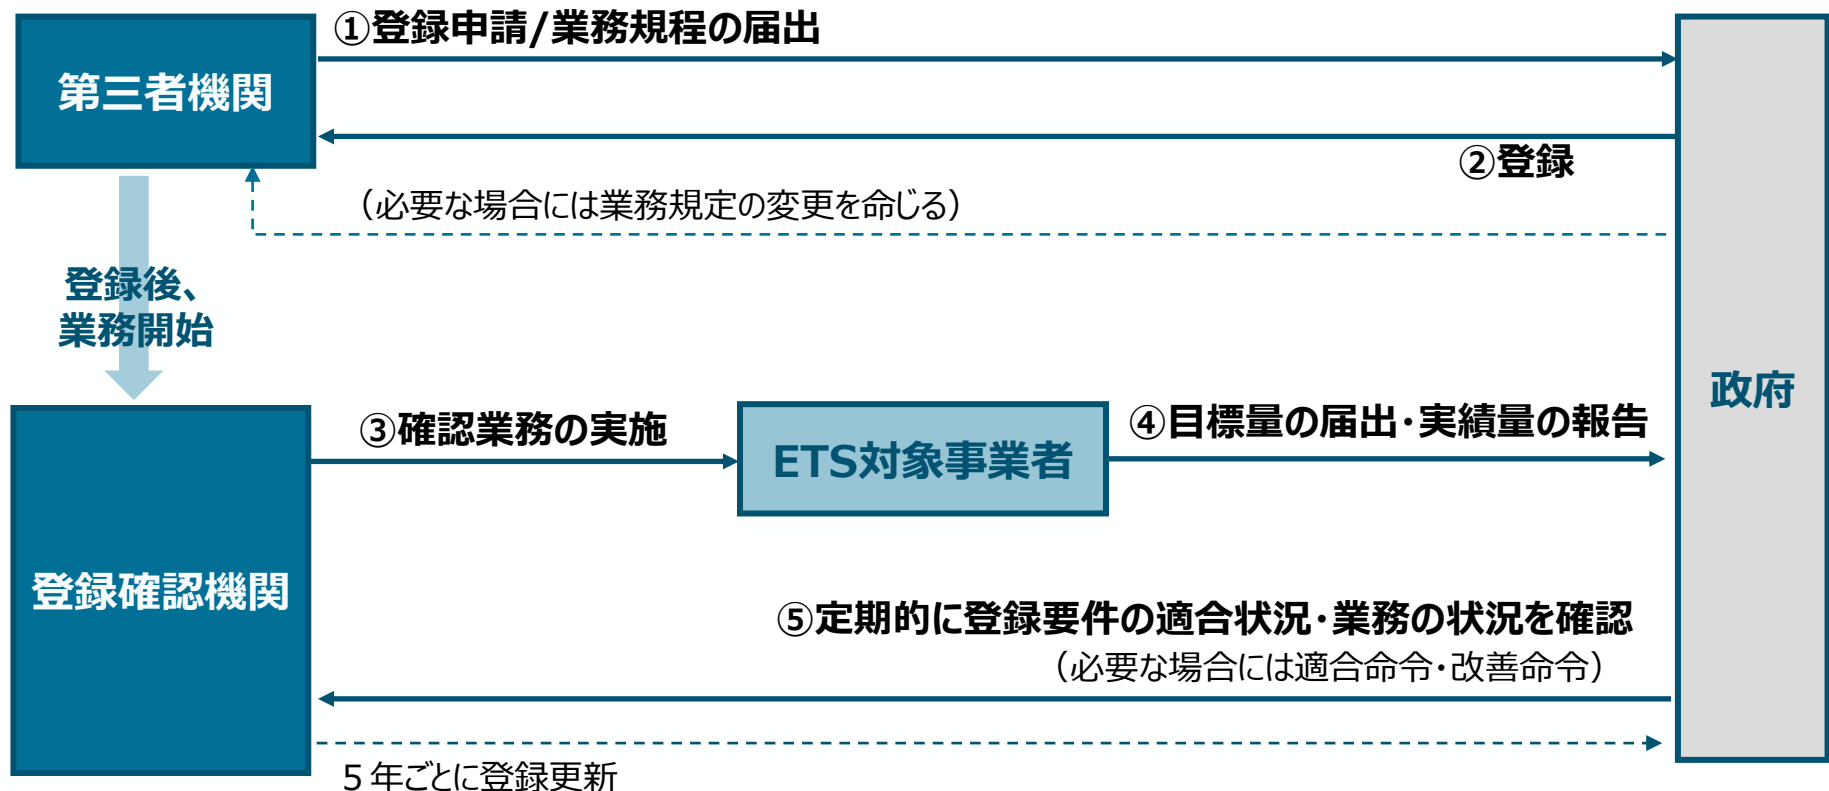 ①登録申請/業務規程の届出
第三者機関
②登録
（必要な場合には業務規定の変更を命じる）
登録後、
業務開始
政府
③確認業務の実施
ETS対象事業者
④目標量の届出・実績量の報告
登録確認機関
⑤定期的に登録要件の適合状況・業務の状況を確認
（必要な場合には適合命令・改善命令）
５年ごとに登録更新